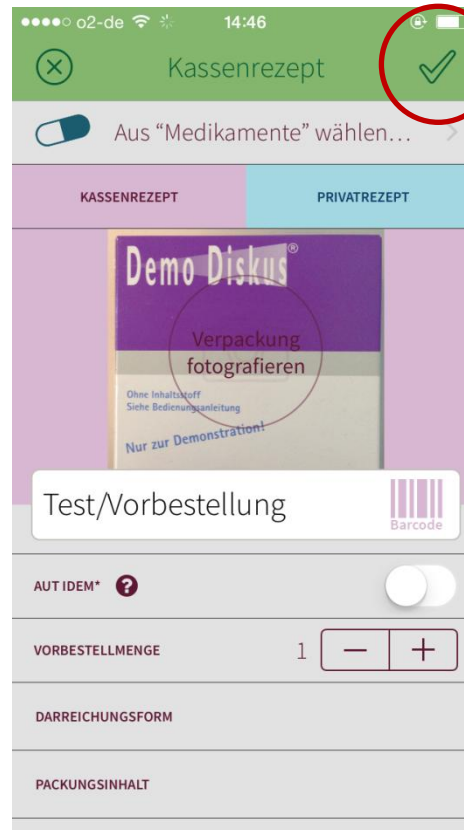 o2-de 14:46
Kassenrezept
Aus “Medikamente” wählen...
KASSENREZEPT PRIVATREZEPT
Demo Diskus®
Verpackung
fotografieren
Ohne Inhaltsstoff
Siehe Bedienungsanleitung
Nur zur Demonstration!
Test/Vorbestellung
Barcode
AUT IDEM* ?
VORBESTELLMENGE 1 − +
DARREICHUNGSFORM
PACKUNGSINHALT